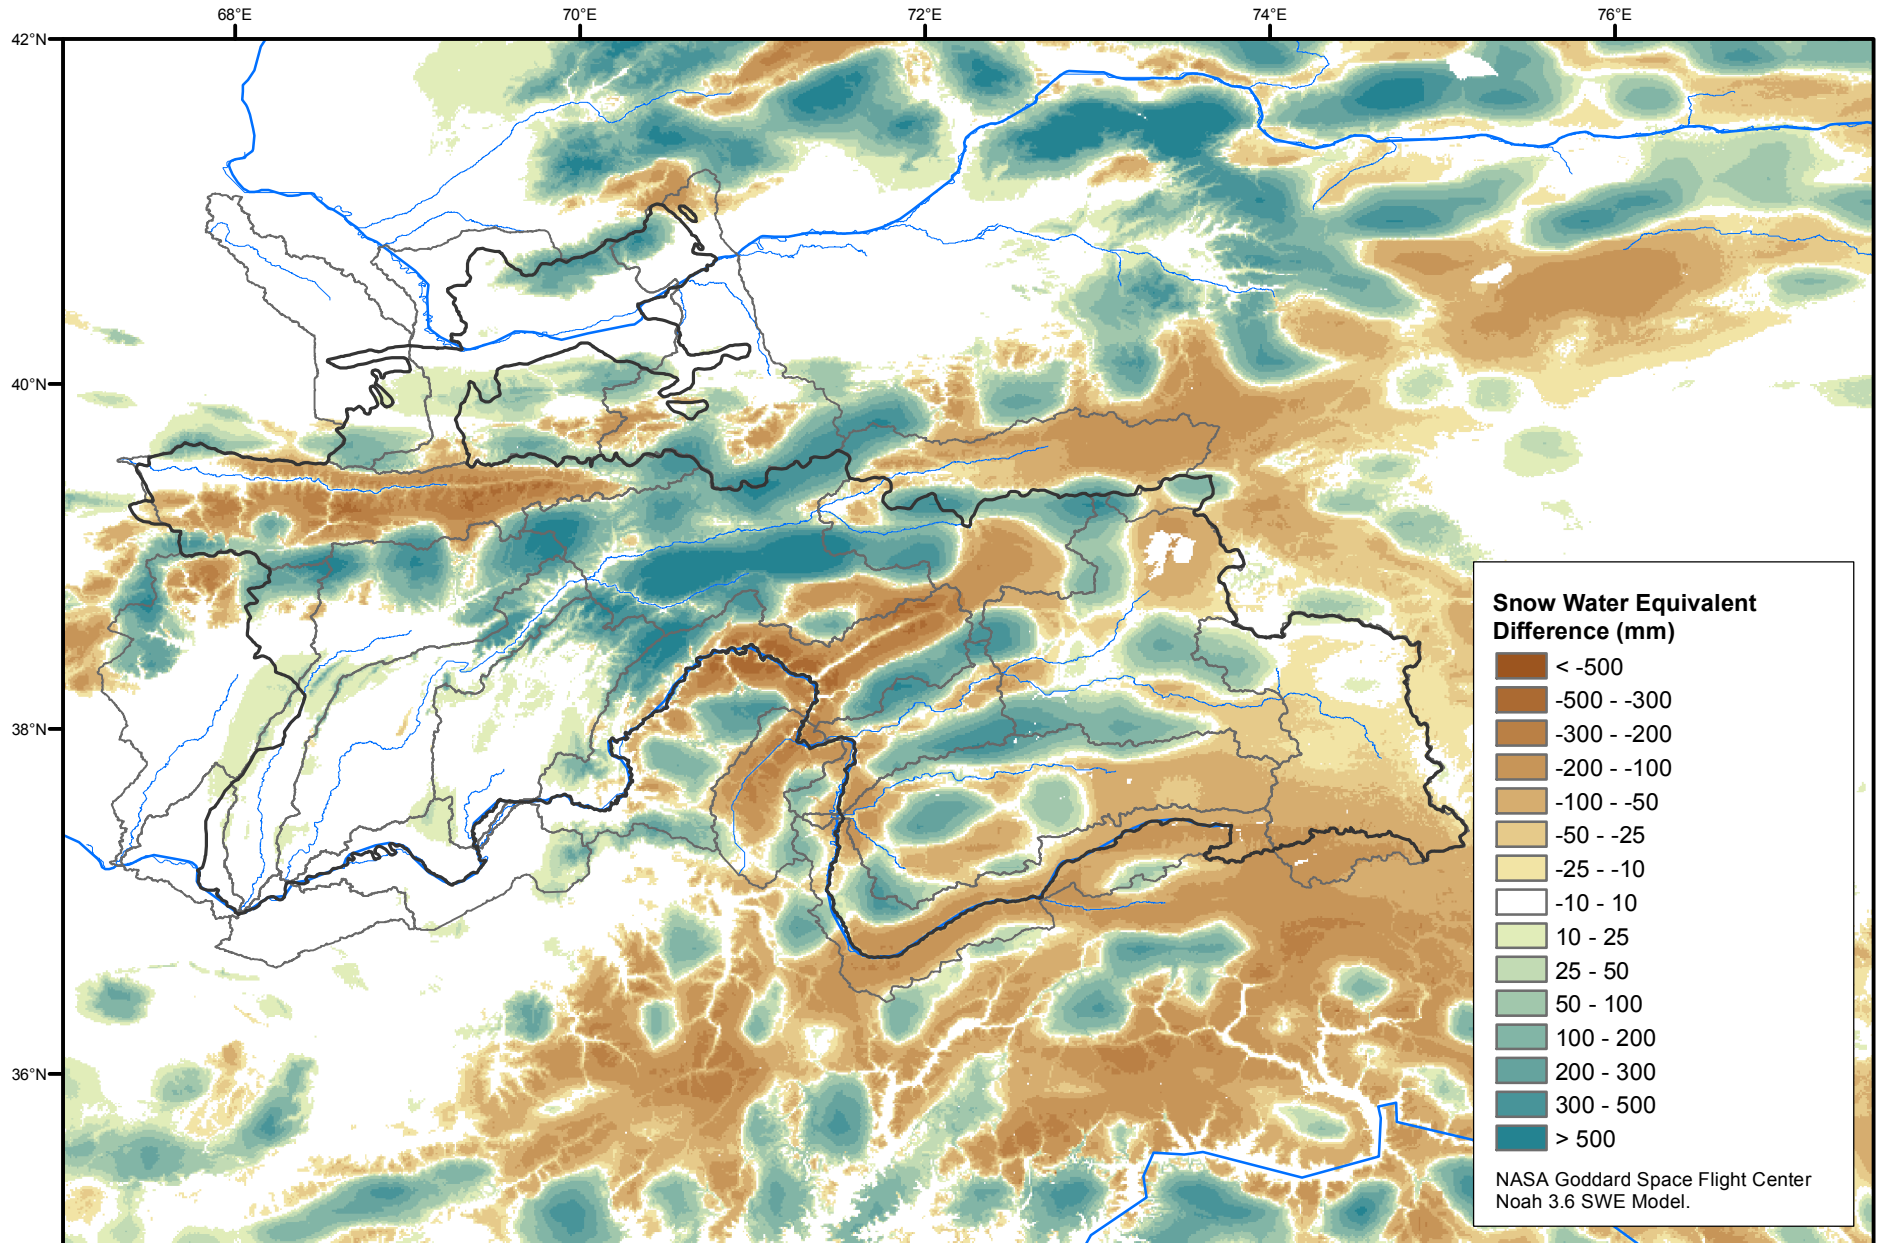 68°E 70°E 72°E 74°E 76°E
42°N
40°N
38°N
36°N
Snow Water Equivalent
Difference (mm)
< -500
-500 - -300
-300 - -200
-200 - -100
-100 - -50
-50 - -25
-25 - -10
-10 - 10
10 - 25
25 - 50
50 - 100
100 - 200
200 - 300
300 - 500
> 500
NASA Goddard Space Flight Center
Noah 3.6 SWE Model.